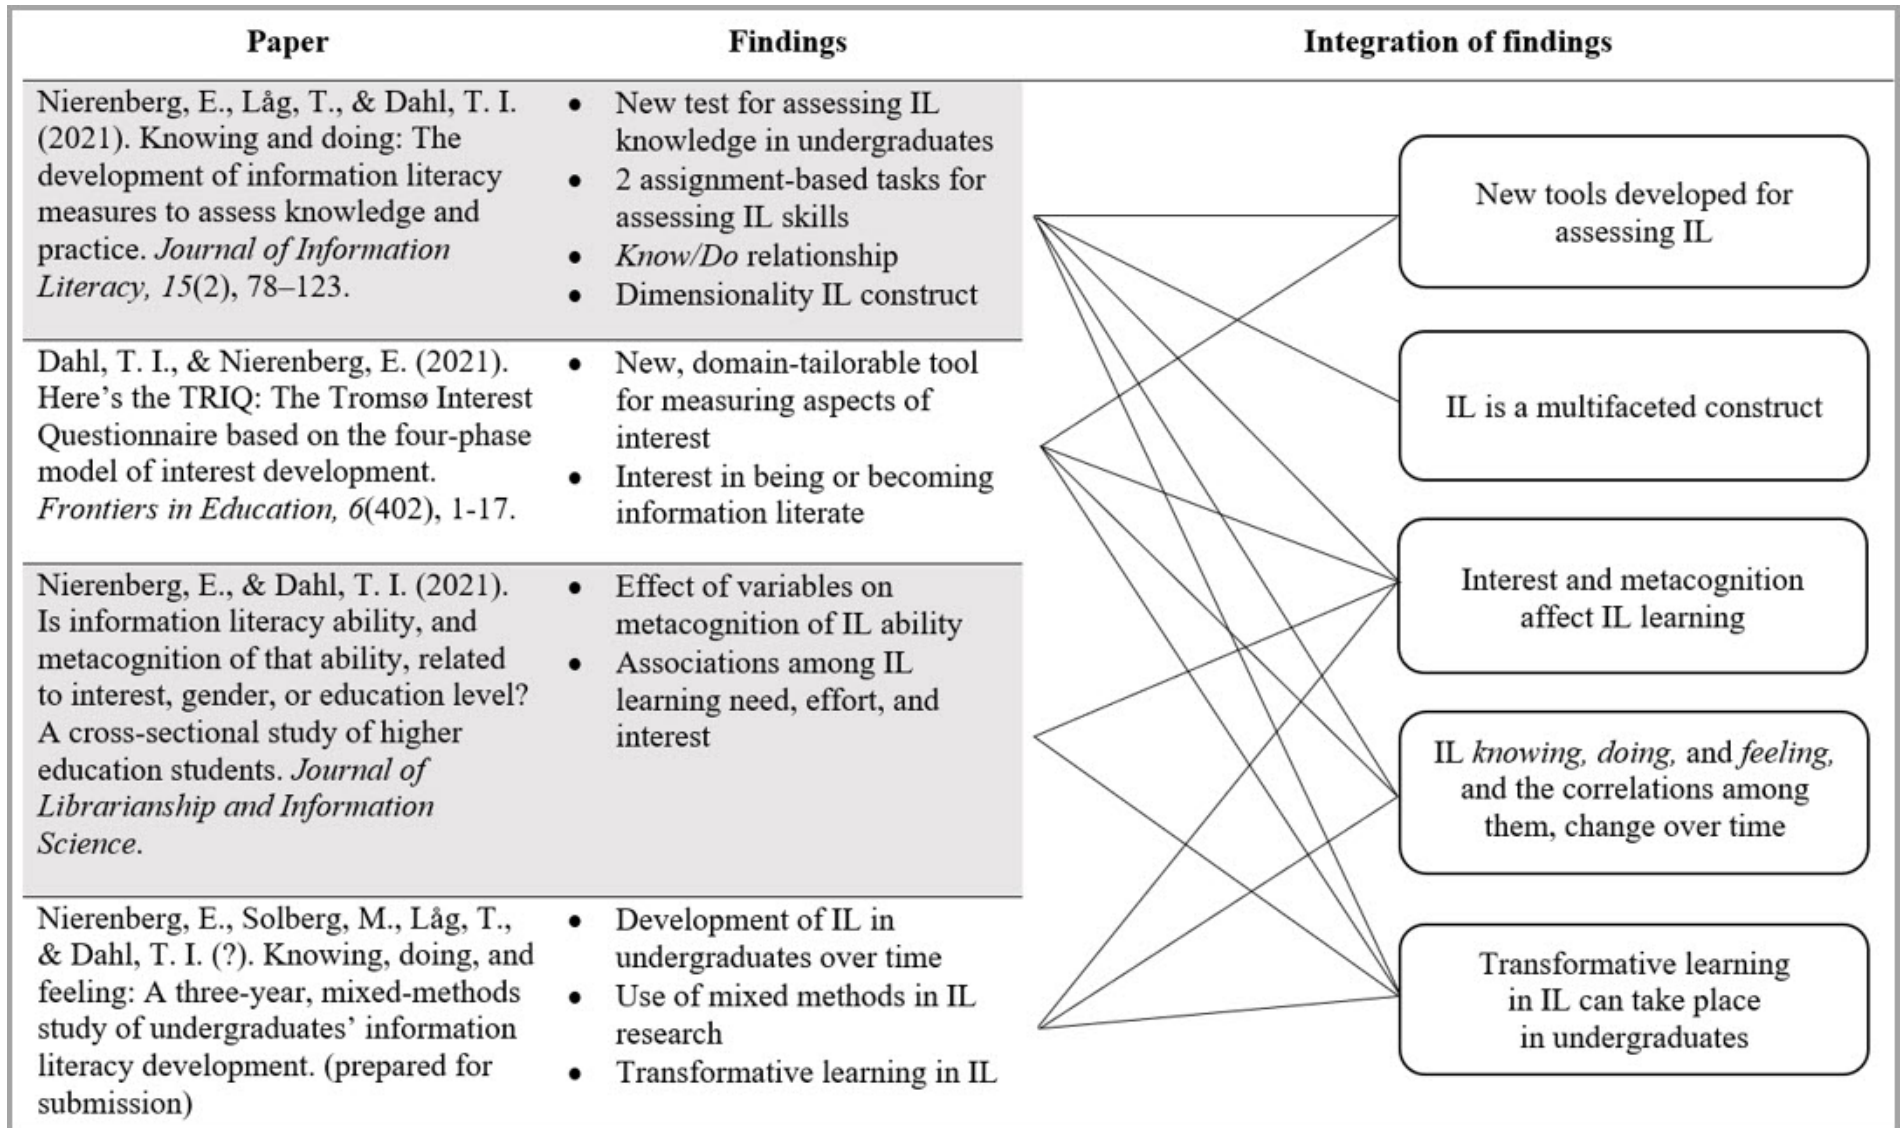 Paper
Findings
Integration of findings
Nierenberg, E., Låg, T., & Dahl, T. I.
(2021). Knowing and doing: The
development of information literacy
measures to assess knowledge and
practice. Journal of Information
Literacy, 15(2), 78–123.
• New test for assessing IL
knowledge in undergraduates
• 2 assignment-based tasks for
assessing IL skills
• Know/Do relationship
• Dimensionality IL construct
Dahl, T. I., & Nierenberg, E. (2021).
Here’s the TRIQ: The Tromsø Interest
Questionnaire based on the four-phase
model of interest development.
Frontiers in Education, 6(402), 1-17.
• New, domain-tailorable tool
for measuring aspects of
interest
• Interest in being or becoming
information literate
Nierenberg, E., & Dahl, T. I. (2021).
Is information literacy ability, and
metacognition of that ability, related
to interest, gender, or education level?
A cross-sectional study of higher
education students. Journal of
Librarianship and Information
Science.
• Effect of variables on
metacognition of IL ability
• Associations among IL
learning need, effort, and
interest
Nierenberg, E., Solberg, M., Låg, T.,
& Dahl, T. I. (?). Knowing, doing, and
feeling: A three-year, mixed-methods
study of undergraduates’ information
literacy development. (prepared for
submission)
• Development of IL in
undergraduates over time
• Use of mixed methods in IL
research
• Transformative learning in IL
New tools developed for
assessing IL
IL is a multifaceted construct
Interest and metacognition
affect IL learning
IL knowing, doing, and feeling,
and the correlations among
them, change over time
Transformative learning
in IL can take place
in undergraduates